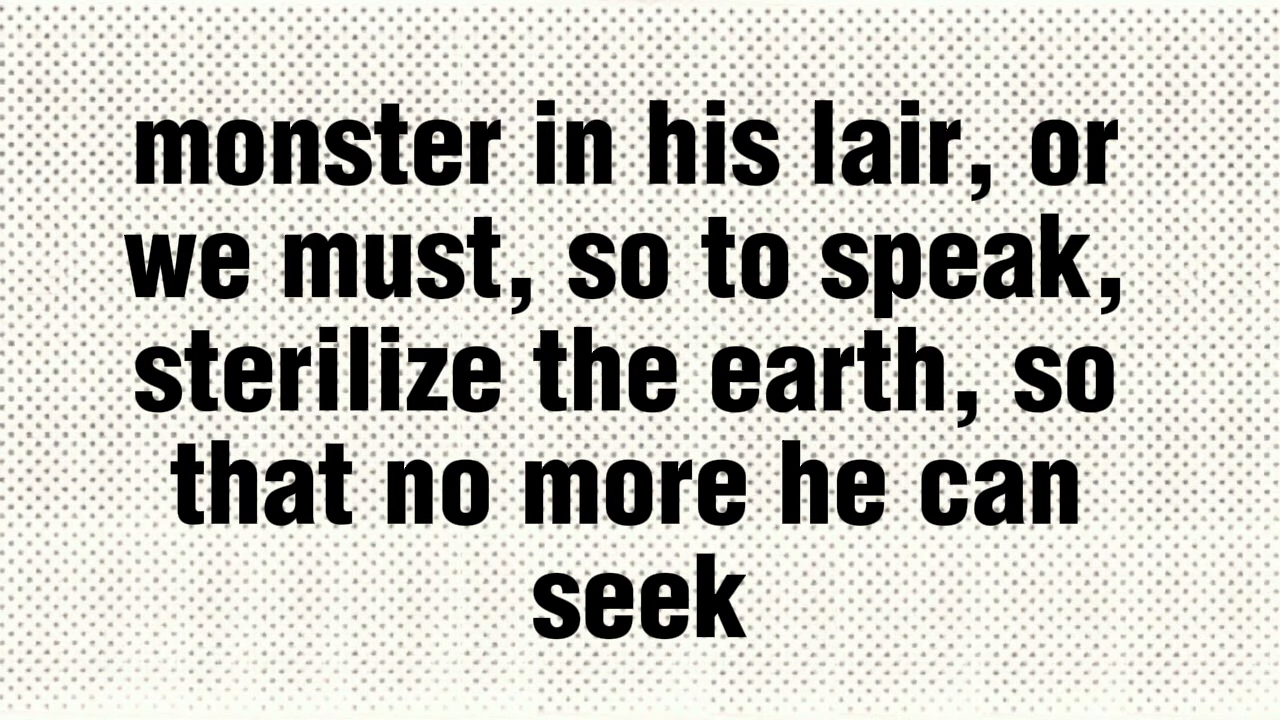 monster in his lair, or
we must, so to speak,
sterilize the earth, so
that no more he can
seek